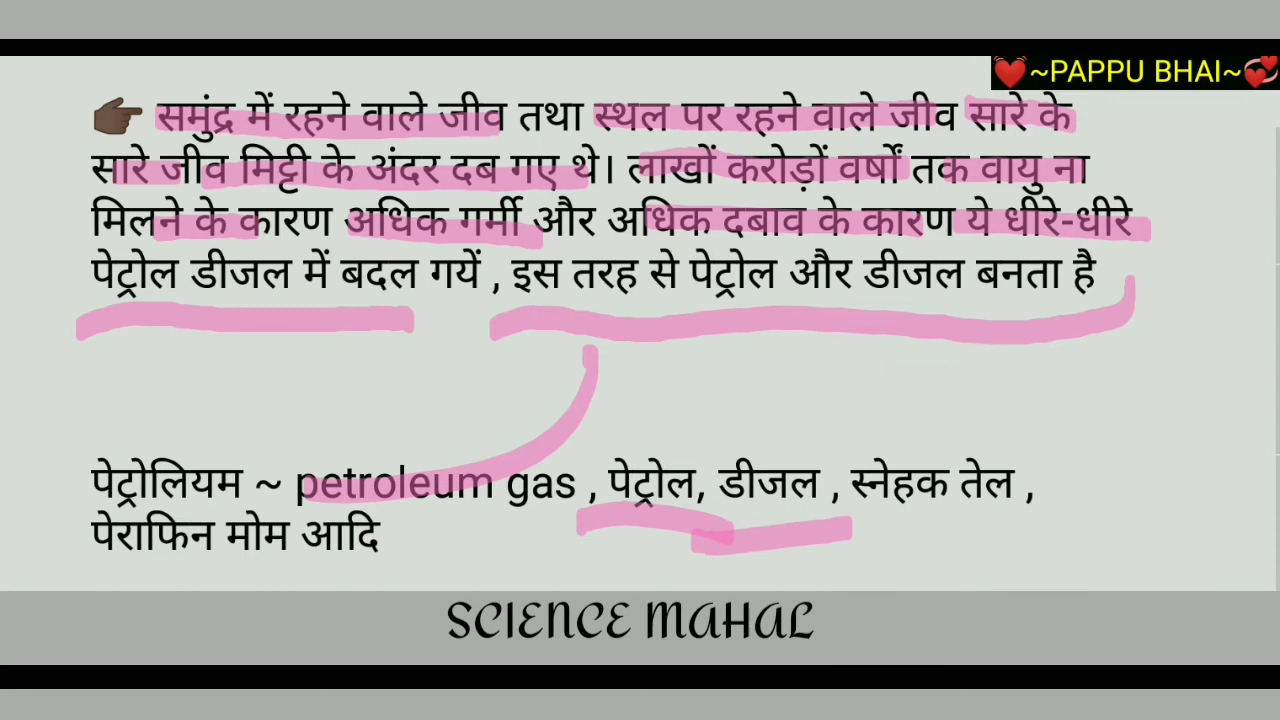 ❤️~PAPPU BHAI~💞
👉🏿 समुंद्र में रहने वाले जीव तथा स्थल पर रहने वाले जीव सारे के
सारे जीव मिट्टी के अंदर दब गए थे। लाखों करोड़ों वर्षों तक वायु ना
मिलने के कारण अधिक गर्मी और अधिक दबाव के कारण ये धीरे-धीरे
पेट्रोल डीजल में बदल गयें , इस तरह से पेट्रोल और डीजल बनता है
पेट्रोलियम ~ petroleum gas , पेट्रोल, डीजल , स्नेहक तेल ,
पेराफिन मोम आदि
SCIENCE MAHAL